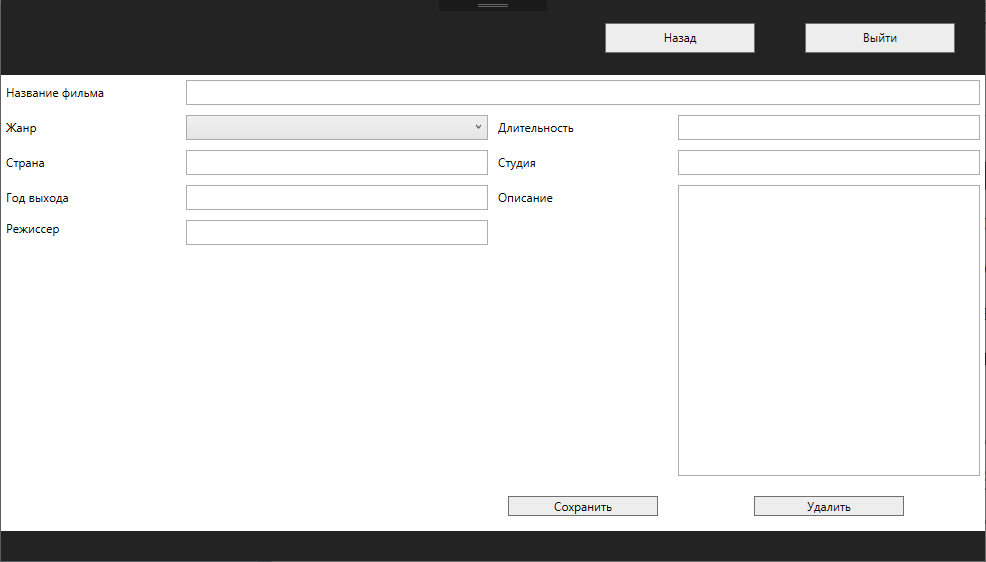 Назад Выйти
Название фильма
Жанр Длительность
Страна Студия
Год выхода Описание
Режиссер
Сохранить Удалить